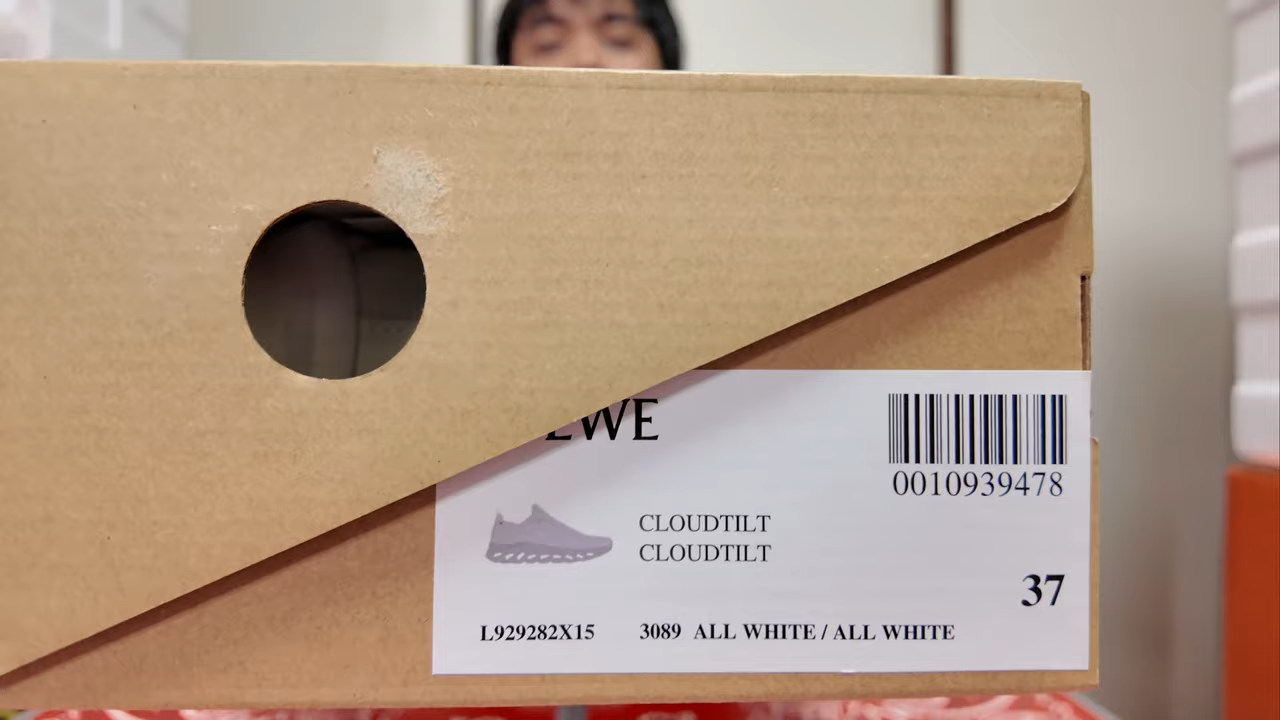 EWE
0010939478
CLOUDTILT
CLOUDTILT
37
L929282X15 3089 ALL WHITE / ALL WHITE